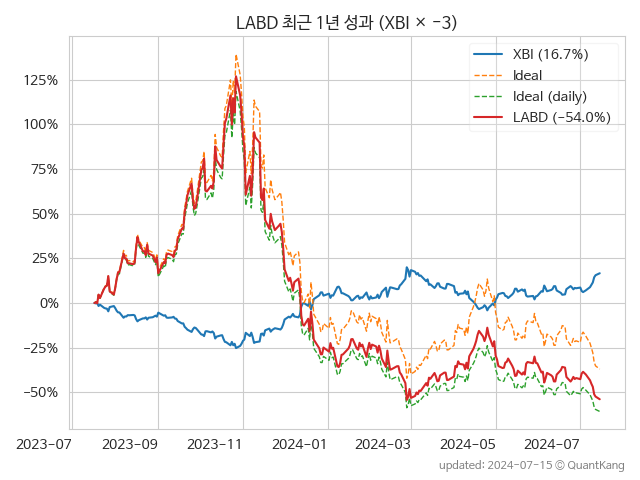 LABD 최근 1년 성과 (XBI × −3)
XBI (16.7%)
Ideal
Ideal (daily)
LABD (−54.0%)
125%
100%
75%
50%
25%
0%
−25%
−50%
2023-07 2023-09 2023-11 2024-01 2024-03 2024-05 2024-07
updated: 2024-07-15 © QuantKang